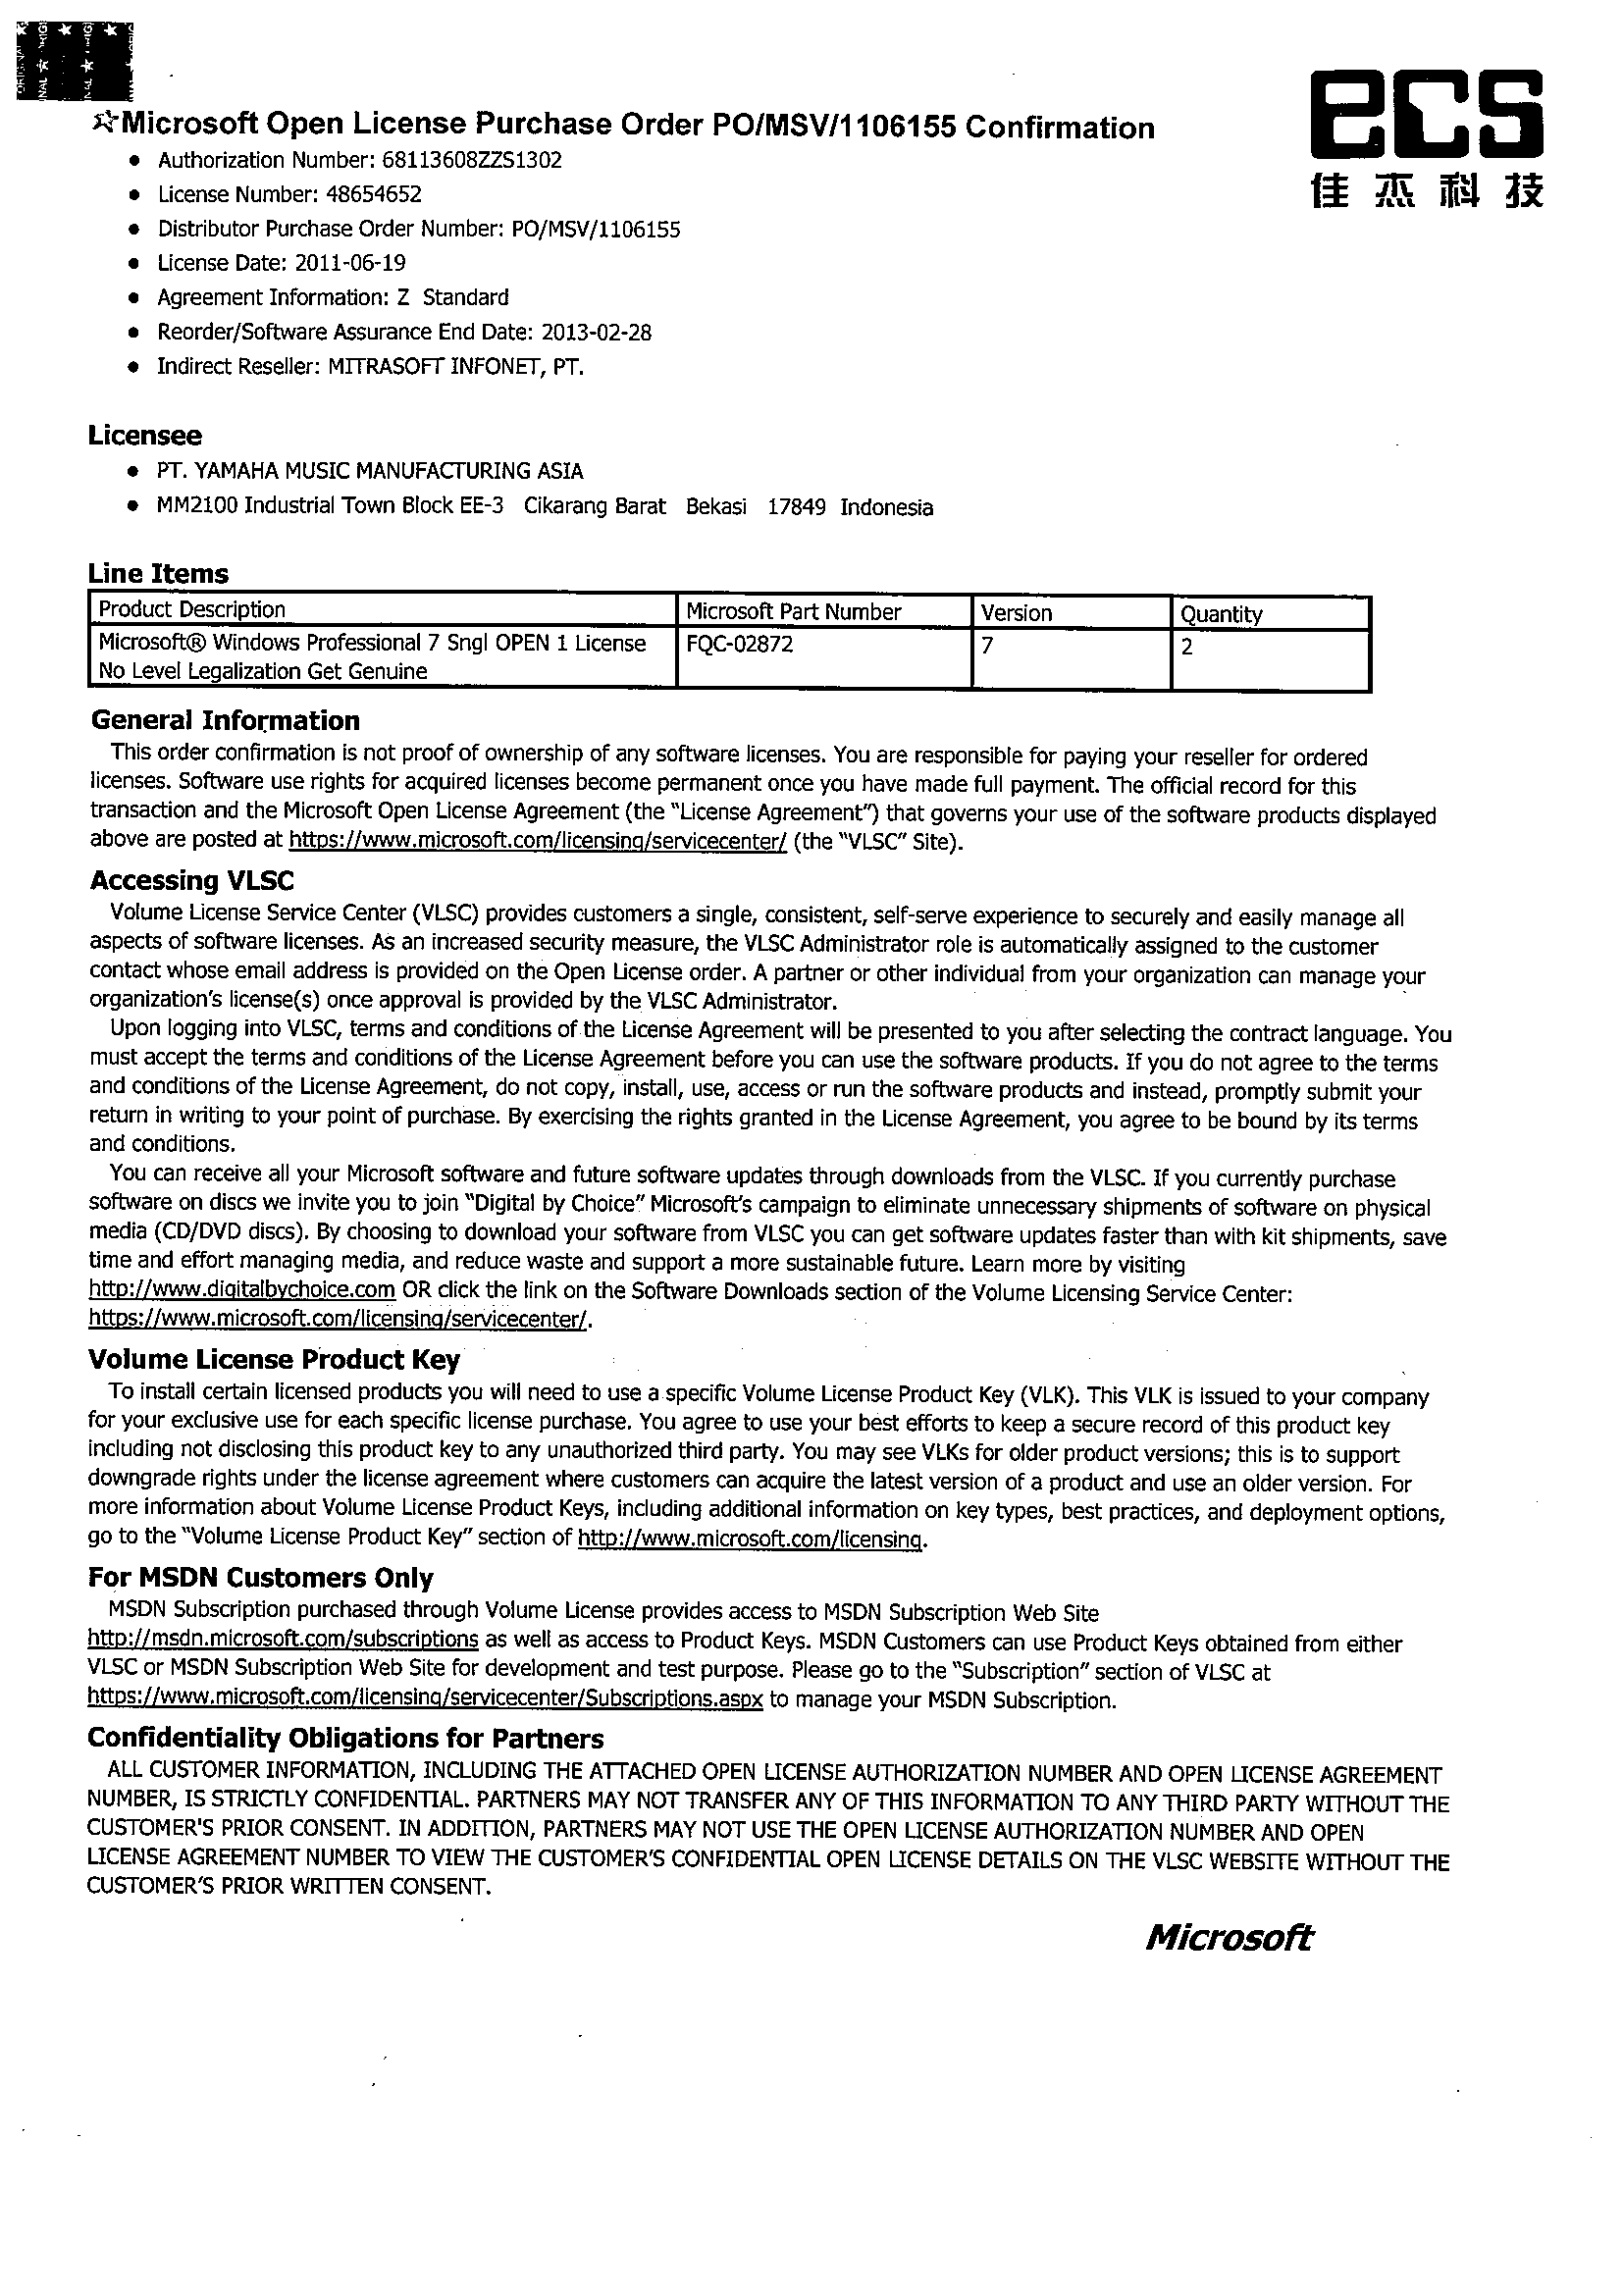 ecs
佳杰科技
☆Microsoft Open License Purchase Order PO/MSV/1106155 Confirmation
● Authorization Number: 68113608ZZS1302
● License Number: 48654652
● Distributor Purchase Order Number: PO/MSV/1106155
● License Date: 2011-06-19
● Agreement Information: Z Standard
● Reorder/Software Assurance End Date: 2013-02-28
● Indirect Reseller: MITRASOFT INFONET, PT.
Licensee
● PT. YAMAHA MUSIC MANUFACTURING ASIA
● MM2100 Industrial Town Block EE-3 Cikarang Barat Bekasi 17849 Indonesia
Line Items
Product Description Microsoft Part Number Version Quantity
Microsoft® Windows Professional 7 Sngl OPEN 1 License FQC-02872 7 2
No Level Legalization Get Genuine
General Information
This order confirmation is not proof of ownership of any software licenses. You are responsible for paying your reseller for ordered
licenses. Software use rights for acquired licenses become permanent once you have made full payment. The official record for this
transaction and the Microsoft Open License Agreement (the "License Agreement") that governs your use of the software products displayed
above are posted at https://www.microsoft.com/licensing/servicecenter/ (the "VLSC" Site).
Accessing VLSC
Volume License Service Center (VLSC) provides customers a single, consistent, self-serve experience to securely and easily manage all
aspects of software licenses. As an increased security measure, the VLSC Administrator role is automatically assigned to the customer
contact whose email address is provided on the Open License order. A partner or other individual from your organization can manage your
organization's license(s) once approval is provided by the VLSC Administrator.
Upon logging into VLSC, terms and conditions of the License Agreement will be presented to you after selecting the contract language. You
must accept the terms and conditions of the License Agreement before you can use the software products. If you do not agree to the terms
and conditions of the License Agreement, do not copy, install, use, access or run the software products and instead, promptly submit your
return in writing to your point of purchase. By exercising the rights granted in the License Agreement, you agree to be bound by its terms
and conditions.
You can receive all your Microsoft software and future software updates through downloads from the VLSC. If you currently purchase
software on discs we invite you to join "Digital by Choice" Microsoft's campaign to eliminate unnecessary shipments of software on physical
media (CD/DVD discs). By choosing to download your software from VLSC you can get software updates faster than with kit shipments, save
time and effort managing media, and reduce waste and support a more sustainable future. Learn more by visiting
http://www.digitalbychoice.com OR click the link on the Software Downloads section of the Volume Licensing Service Center:
https://www.microsoft.com/licensing/servicecenter/.
Volume License Product Key
To install certain licensed products you will need to use a specific Volume License Product Key (VLK). This VLK is issued to your company
for your exclusive use for each specific license purchase. You agree to use your best efforts to keep a secure record of this product key
including not disclosing this product key to any unauthorized third party. You may see VLKs for older product versions; this is to support
downgrade rights under the license agreement where customers can acquire the latest version of a product and use an older version. For
more information about Volume License Product Keys, including additional information on key types, best practices, and deployment options,
go to the "Volume License Product Key" section of http://www.microsoft.com/licensing.
For MSDN Customers Only
MSDN Subscription purchased through Volume License provides access to MSDN Subscription Web Site
http://msdn.microsoft.com/subscriptions as well as access to Product Keys. MSDN Customers can use Product Keys obtained from either
VLSC or MSDN Subscription Web Site for development and test purpose. Please go to the "Subscription" section of VLSC at
https://www.microsoft.com/licensing/servicecenter/Subscriptions.aspx to manage your MSDN Subscription.
Confidentiality Obligations for Partners
ALL CUSTOMER INFORMATION, INCLUDING THE ATTACHED OPEN LICENSE AUTHORIZATION NUMBER AND OPEN LICENSE AGREEMENT
NUMBER, IS STRICTLY CONFIDENTIAL. PARTNERS MAY NOT TRANSFER ANY OF THIS INFORMATION TO ANY THIRD PARTY WITHOUT THE
CUSTOMER'S PRIOR CONSENT. IN ADDITION, PARTNERS MAY NOT USE THE OPEN LICENSE AUTHORIZATION NUMBER AND OPEN
LICENSE AGREEMENT NUMBER TO VIEW THE CUSTOMER'S CONFIDENTIAL OPEN LICENSE DETAILS ON THE VLSC WEBSITE WITHOUT THE
CUSTOMER'S PRIOR WRITTEN CONSENT.
Microsoft